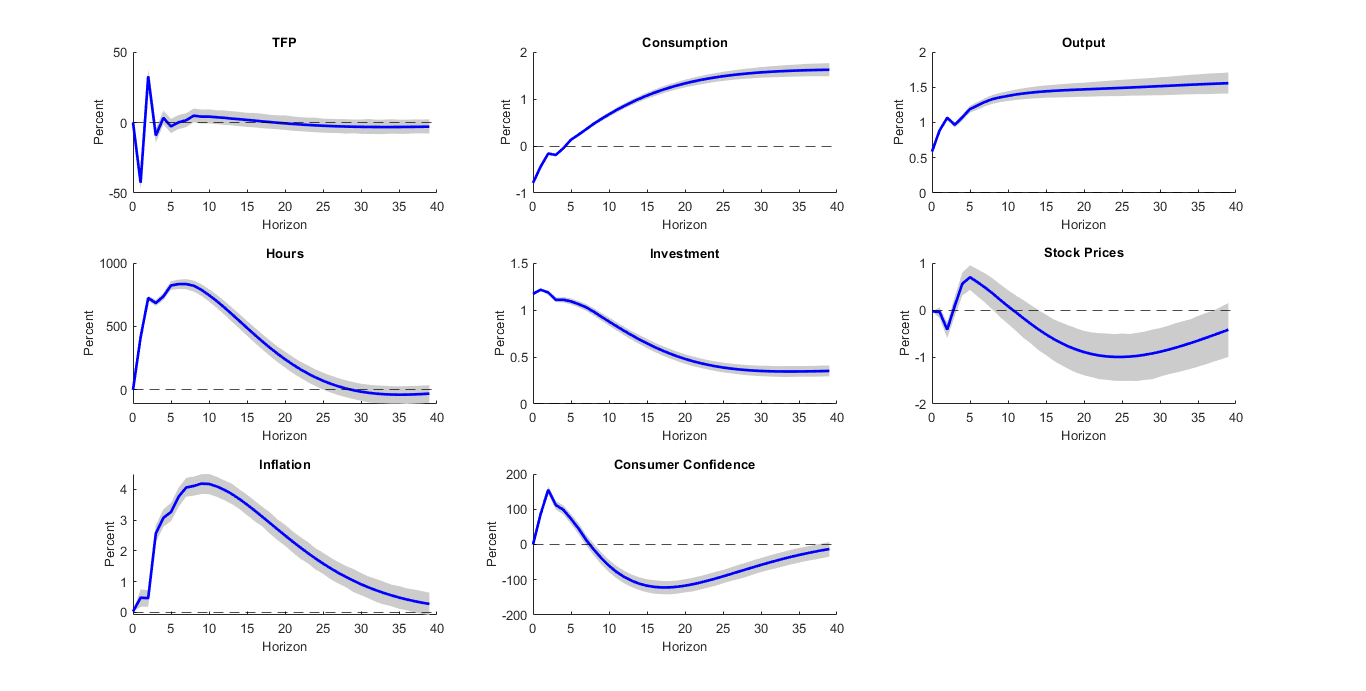 TFP
50
0
-50
Percent
0 5 10 15 20 25 30 35 40
Horizon
Consumption
2
1
0
-1
Percent
0 5 10 15 20 25 30 35 40
Horizon
Output
2
1.5
1
0.5
0
Percent
0 5 10 15 20 25 30 35 40
Horizon
Hours
1000
500
0
Percent
0 5 10 15 20 25 30 35 40
Horizon
Investment
1.5
1
0.5
0
Percent
0 5 10 15 20 25 30 35 40
Horizon
Stock Prices
1
0
-1
-2
Percent
0 5 10 15 20 25 30 35 40
Horizon
Inflation
4
3
2
1
0
Percent
0 5 10 15 20 25 30 35 40
Horizon
Consumer Confidence
200
100
0
-100
-200
Percent
0 5 10 15 20 25 30 35 40
Horizon